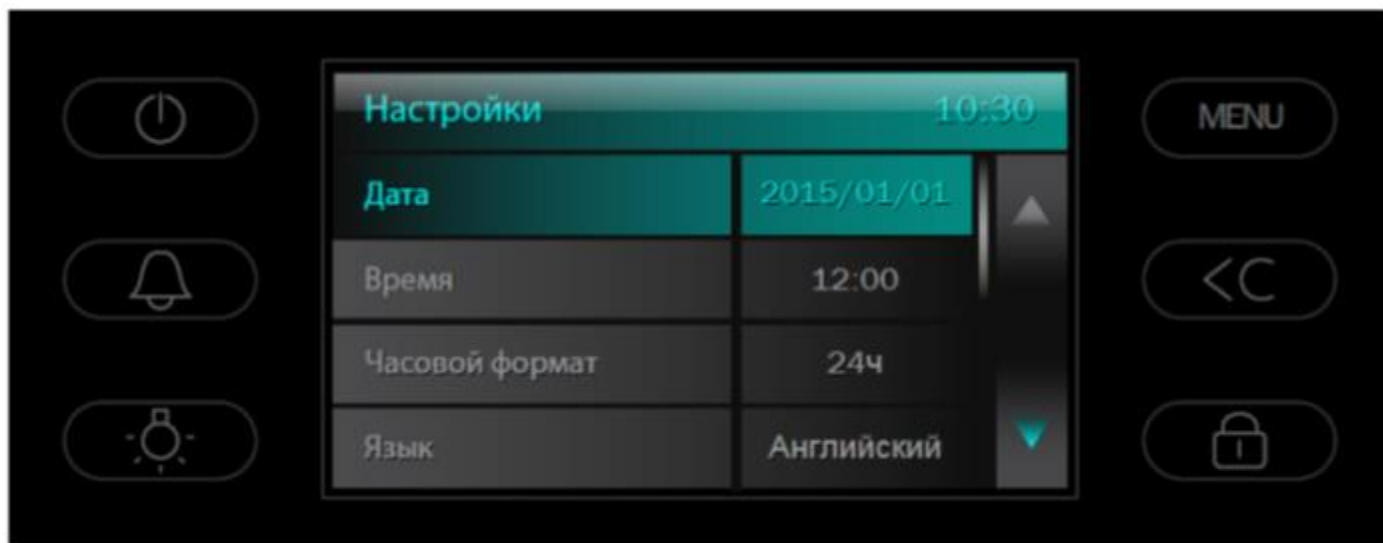 Настройки 10:30
MENU
Дата 2015/01/01
Время 12:00
<C
Часовой формат 24ч
Язык Английский